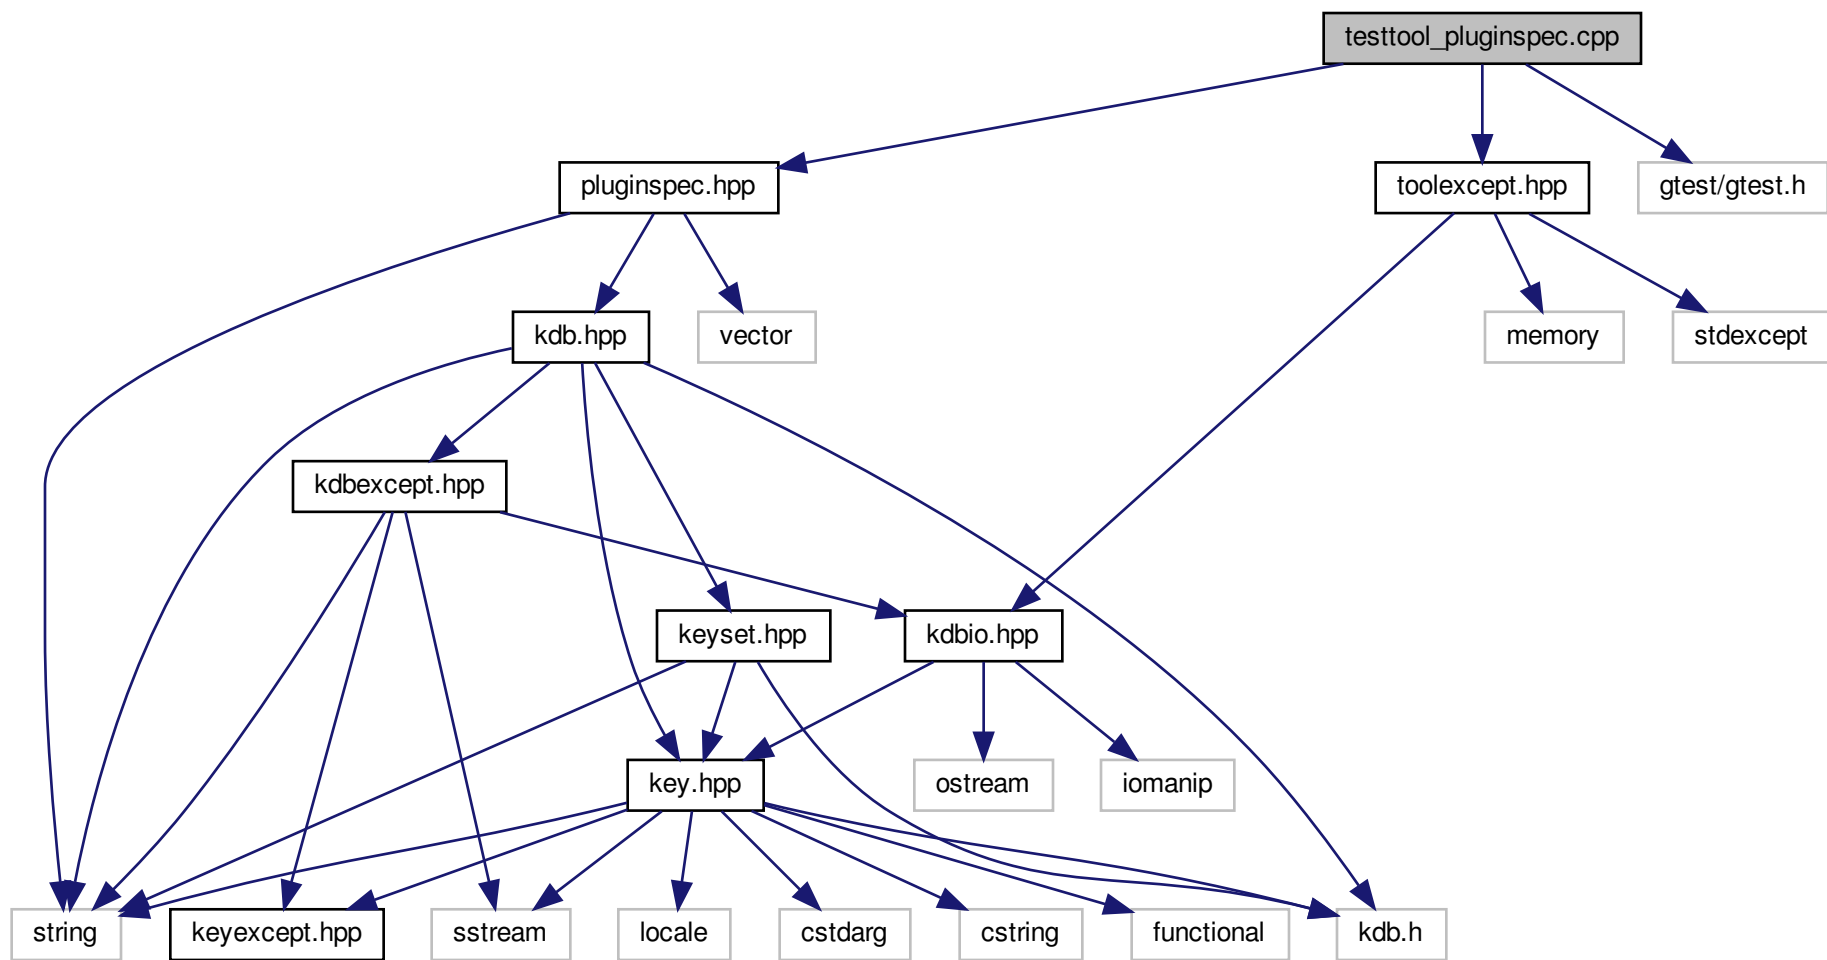 testtool_pluginspec.cpp
pluginspec.hpp
toolexcept.hpp
gtest/gtest.h
kdb.hpp
vector
memory
stdexcept
kdbexcept.hpp
keyset.hpp
kdbio.hpp
key.hpp
ostream
iomanip
string
keyexcept.hpp
sstream
locale
cstdarg
cstring
functional
kdb.h